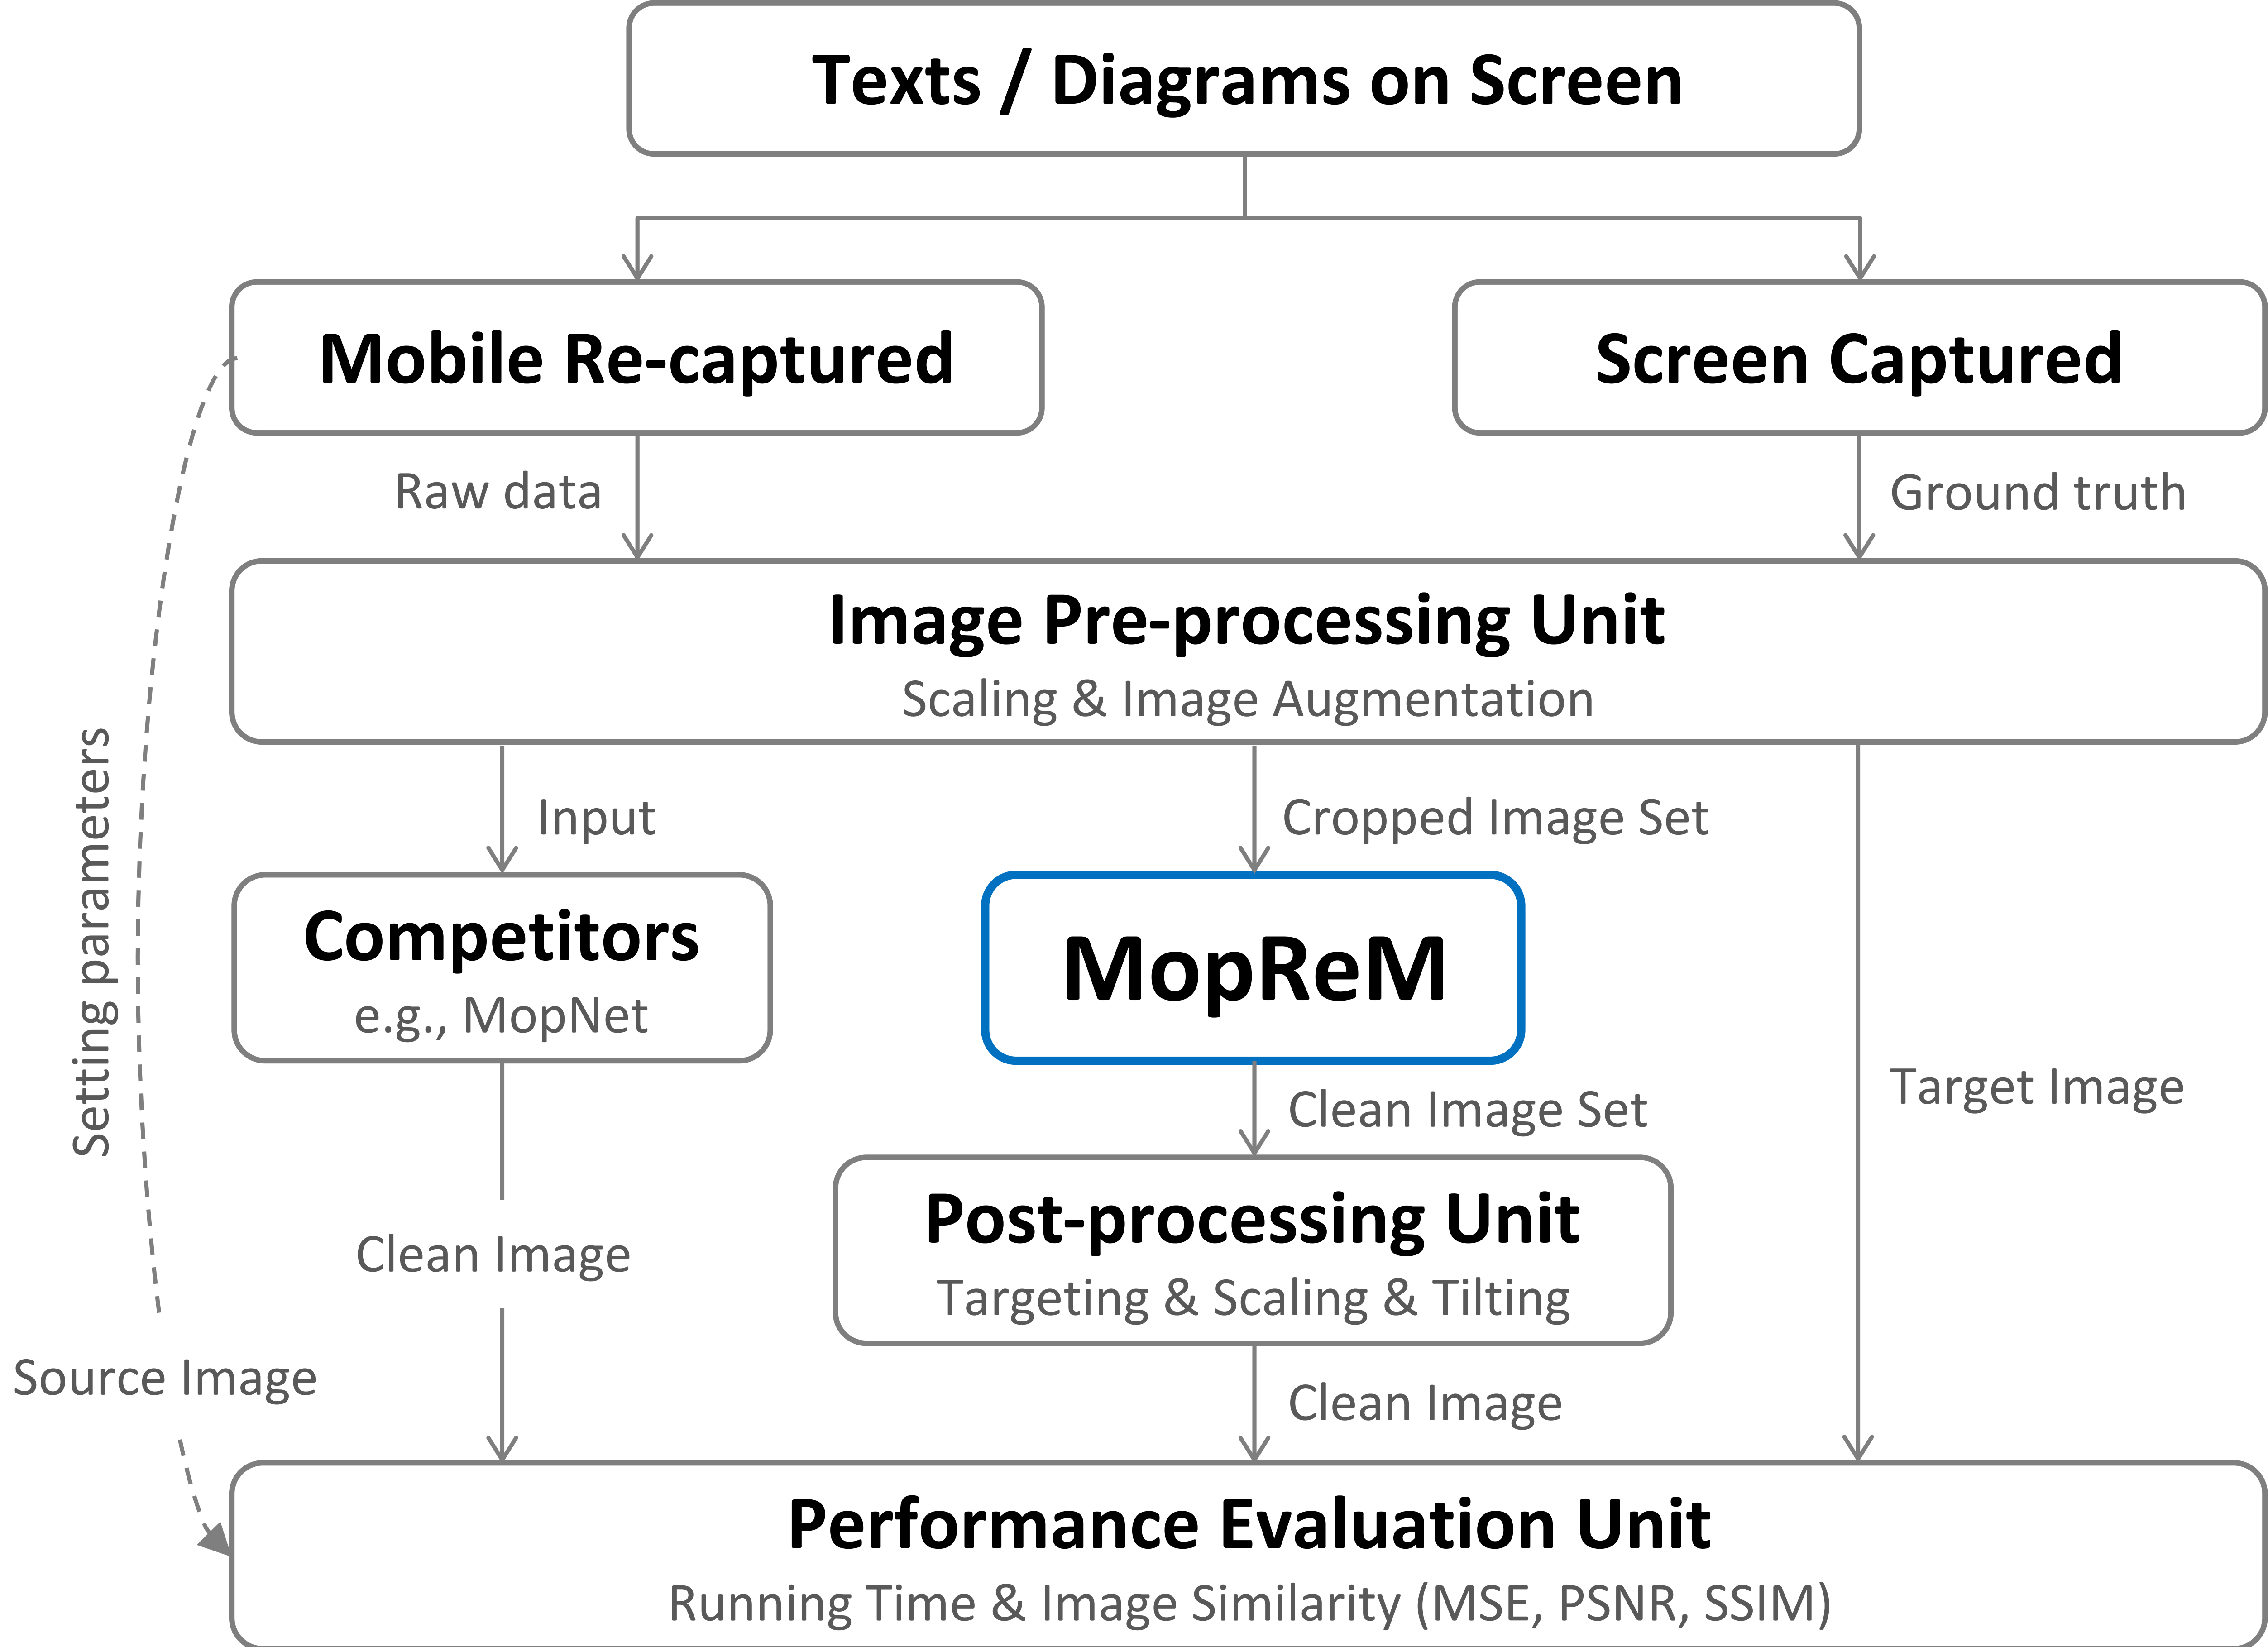 Texts / Diagrams on Screen
Mobile Re-captured
Screen Captured
Raw data
Ground truth
Image Pre-processing Unit
Scaling & Image Augmentation
Setting parameters
Input
Cropped Image Set
Competitors
e.g., MopNet
MopReM
Target Image
Clean Image Set
Post-processing Unit
Targeting & Scaling & Tilting
Clean Image
Source Image
Clean Image
Performance Evaluation Unit
Running Time & Image Similarity (MSE, PSNR, SSIM)